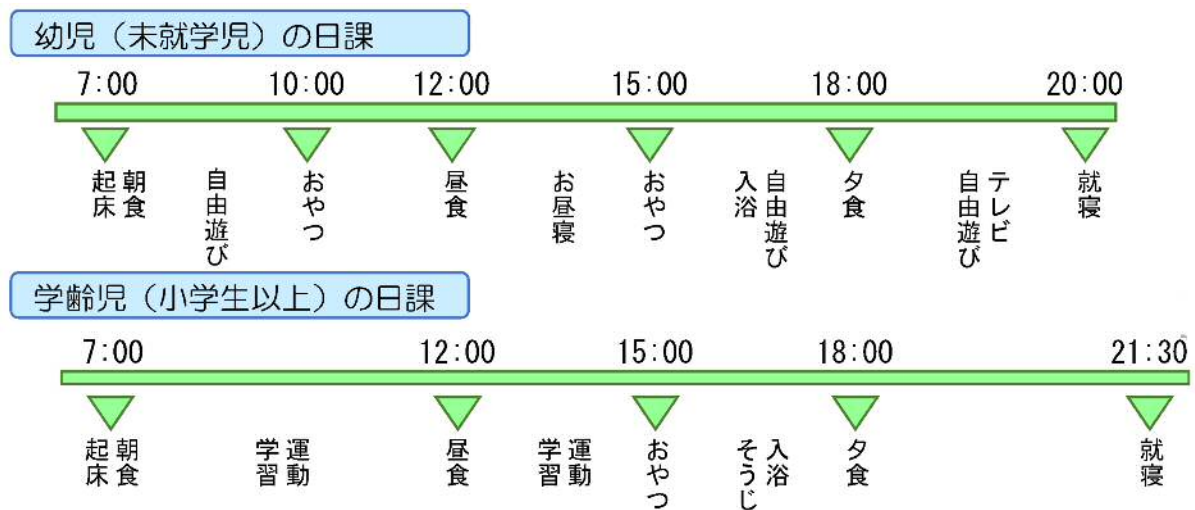 幼児（未就学児）の日課
7:00 10:00 12:00 15:00 18:00 20:00
朝食
起床
自由遊び
おやつ
昼食
お昼寝
おやつ
自由遊び
入浴
夕食
テレビ
自由遊び
就寝
学齢児（小学生以上）の日課
7:00 12:00 15:00 18:00 21:30
朝食
起床
運動
学習
昼食
運動
学習
おやつ
入浴
そうじ
夕食
就寝